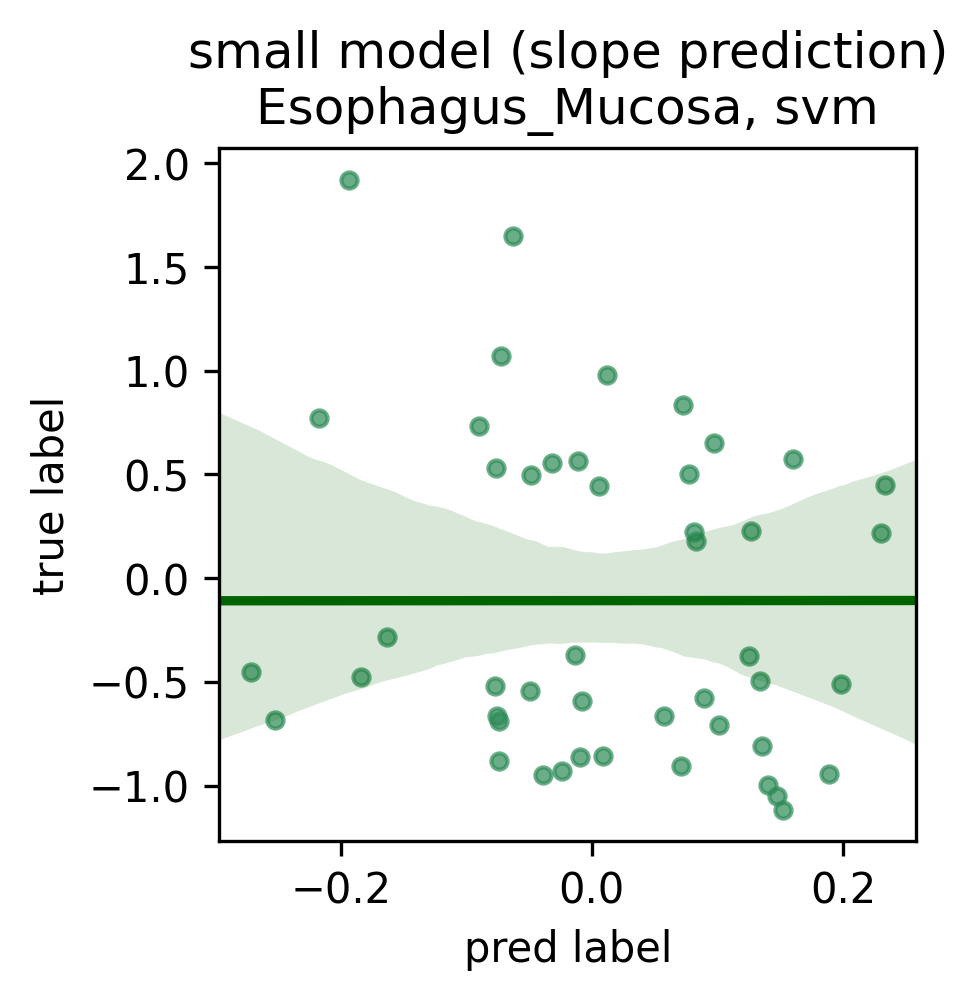 small model (slope prediction)
Esophagus_Mucosa, svm
2.0
1.5
1.0
0.5
0.0
−0.5
−1.0
true label
−0.2
0.0
0.2
pred label